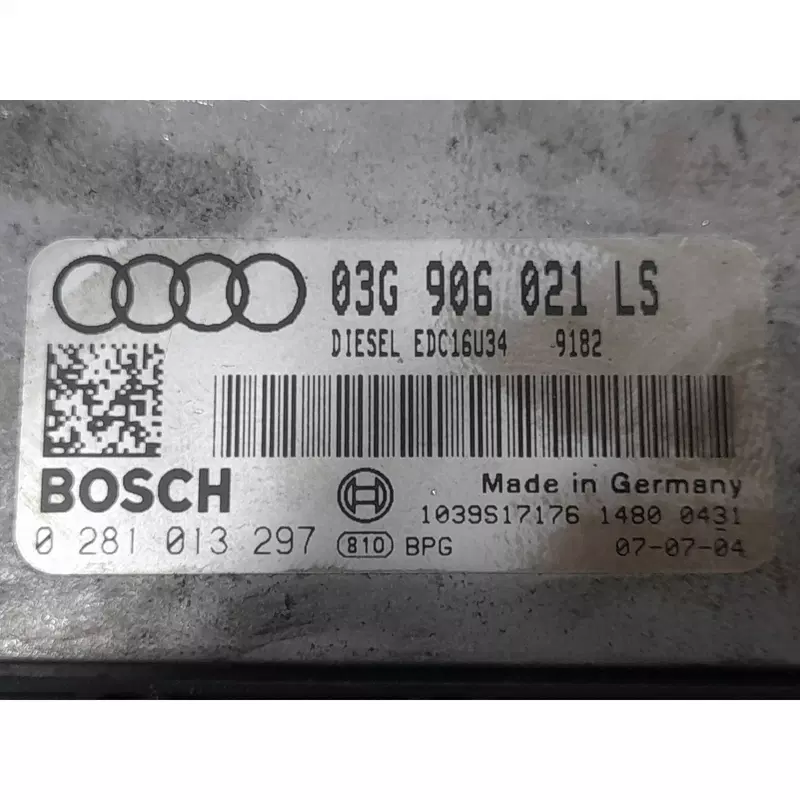 03G 906 021 LS
DIESEL EDC16U34 9182
BOSCH
Made in Germany
1039S17176 1480 0431
0 281 013 297 810 BPG 07-07-04